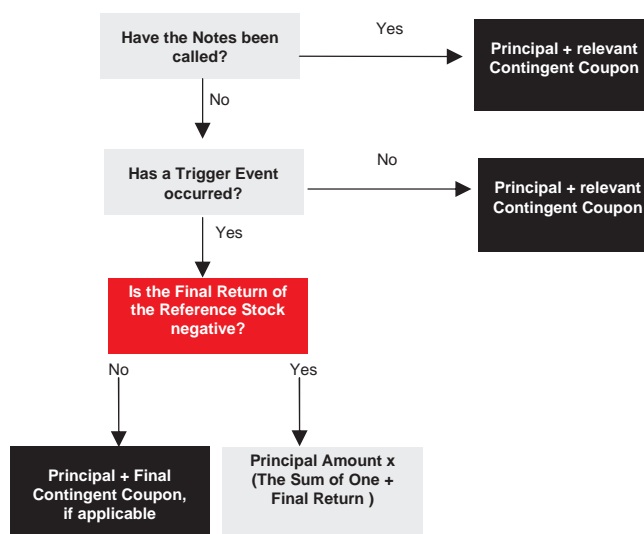 Have the Notes been
called?
Yes
Principal + relevant
Contingent Coupon
No
Has a Trigger Event
occurred?
No
Principal + relevant
Contingent Coupon
Yes
Is the Final Return of
the Reference Stock
negative?
No
Yes
Principal + Final
Contingent Coupon,
if applicable
Principal Amount x
(The Sum of One +
Final Return )